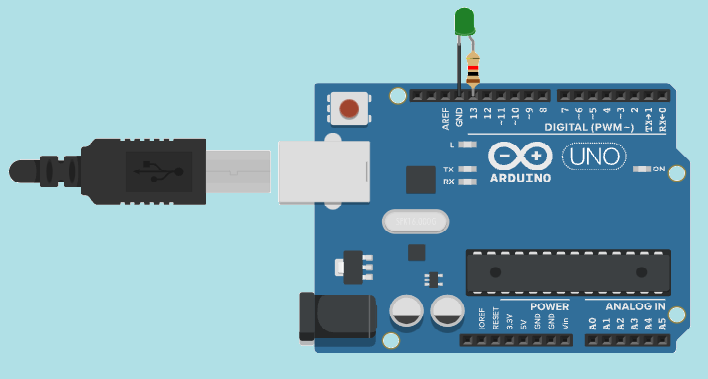 AREF
GND
13
12
~11
~10
~9
8
7
~6
~5
4
~3
2
TX→1
RX←0
DIGITAL (PWM~)
L
TX
RX
ARDUINO
UNO
ON
POWER
ANALOG IN
IOREF
RESET
3.3V
5V
GND
GND
Vin
A0
A1
A2
A3
A4
A5